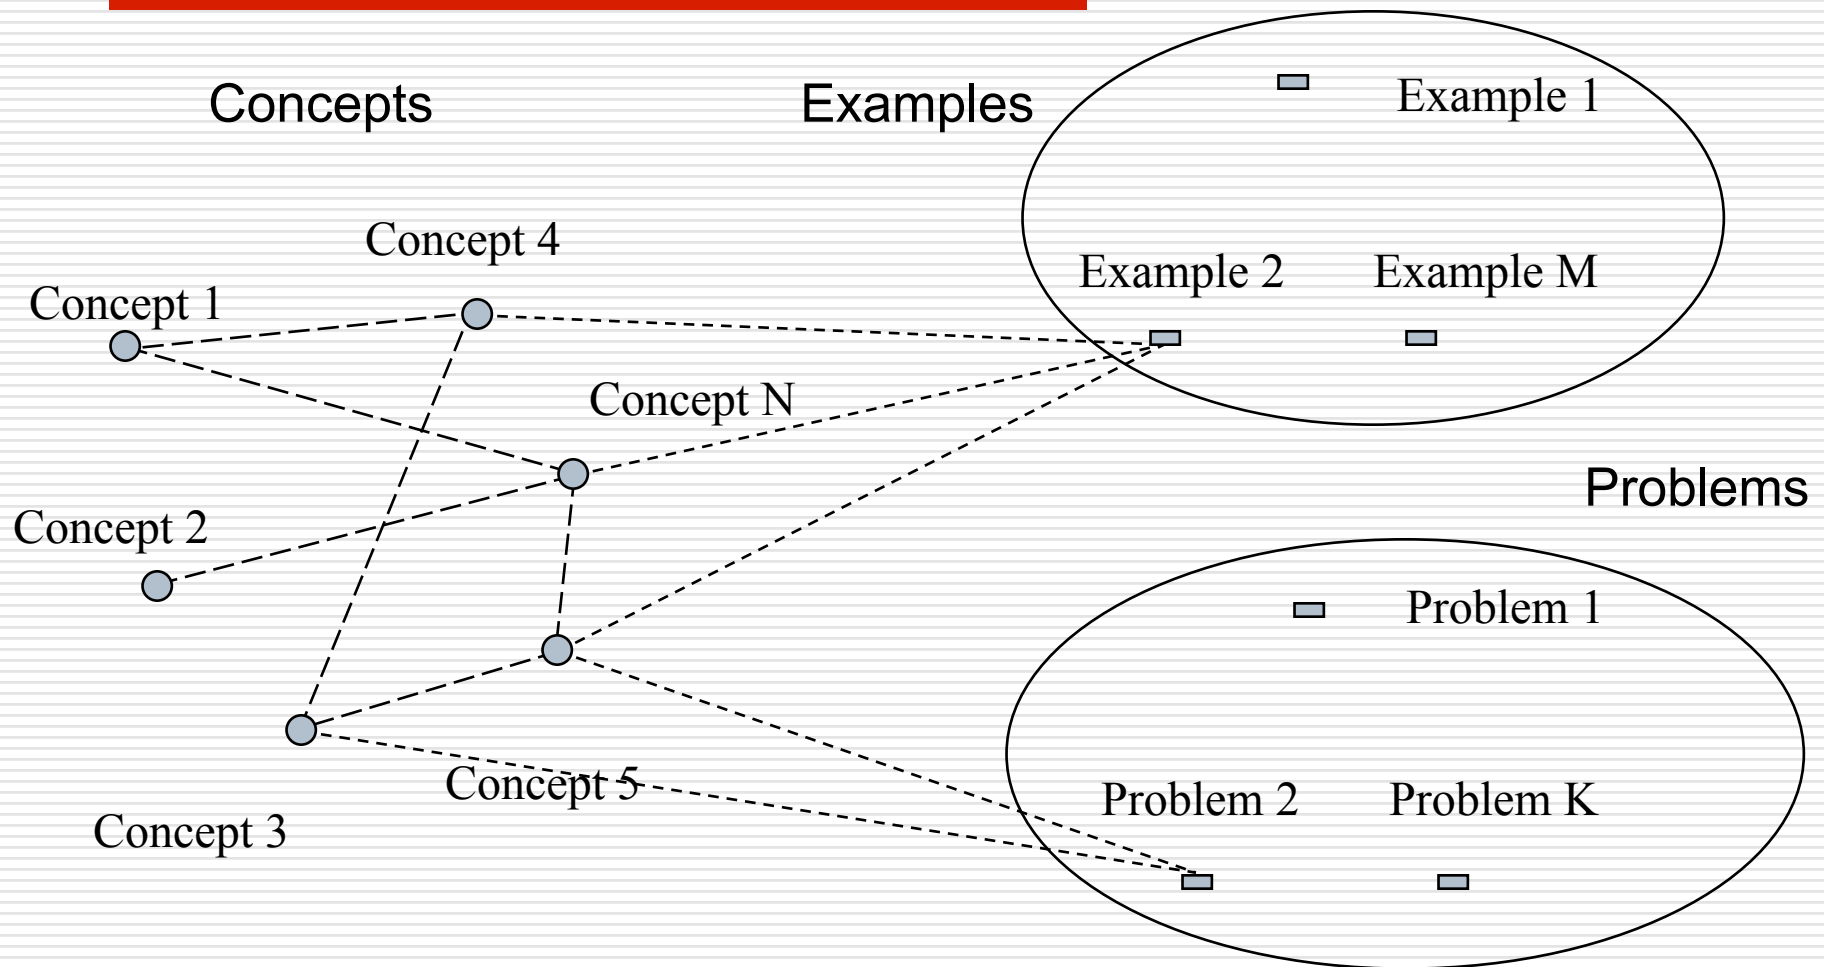 Concepts
Examples
Example 1
Concept 4
Example 2
Example M
Concept 1
Concept N
Problems
Concept 2
Problem 1
Concept 5
Problem 2
Problem K
Concept 3